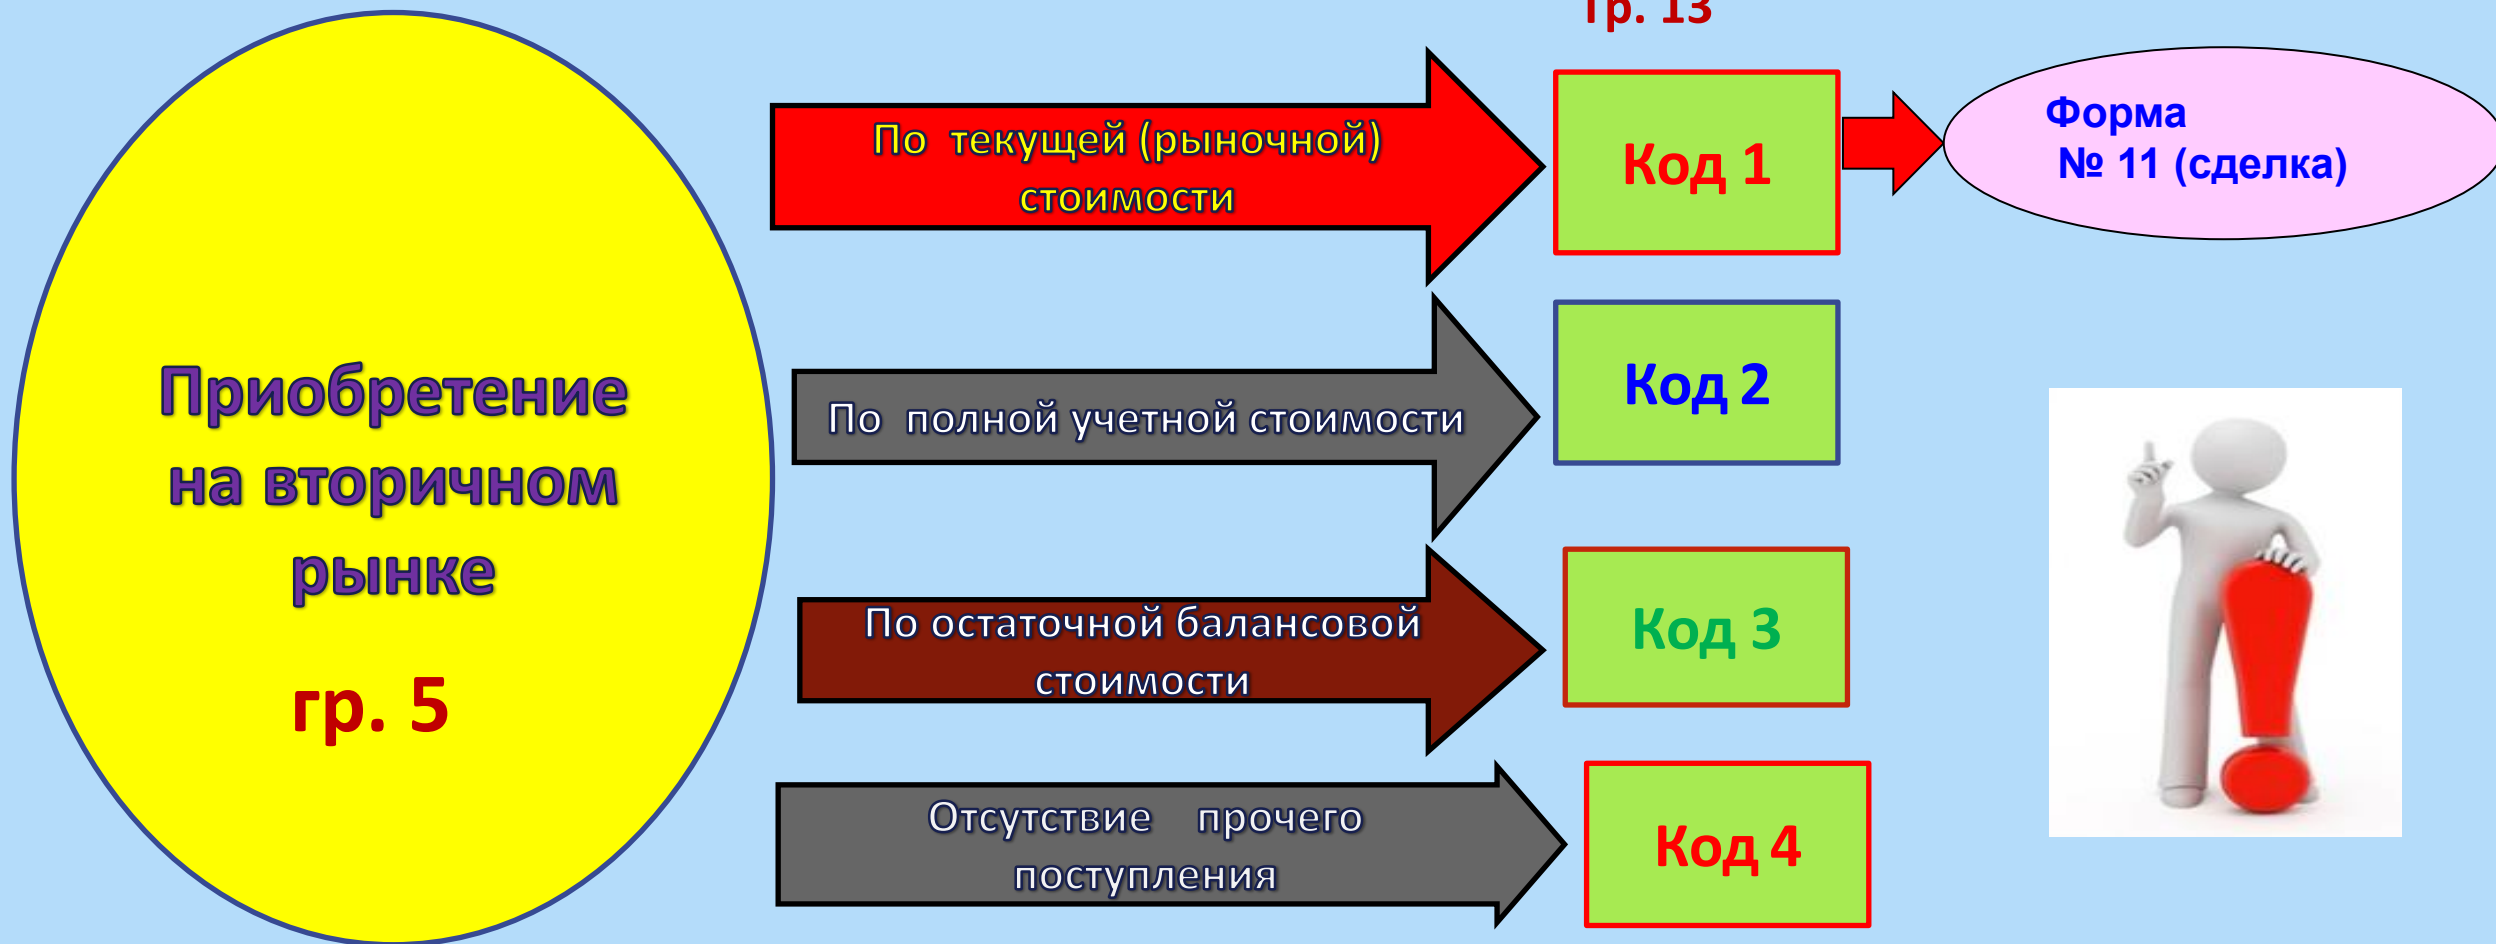 гр. 13
По текущей (рыночной)
стоимости
Код 1
Форма
№ 11 (сделка)
Приобретение
на вторичном
рынке
гр. 5
По полной учетной стоимости
Код 2
По остаточной балансовой
стоимости
Код 3
Отсутствие прочего
поступления
Код 4